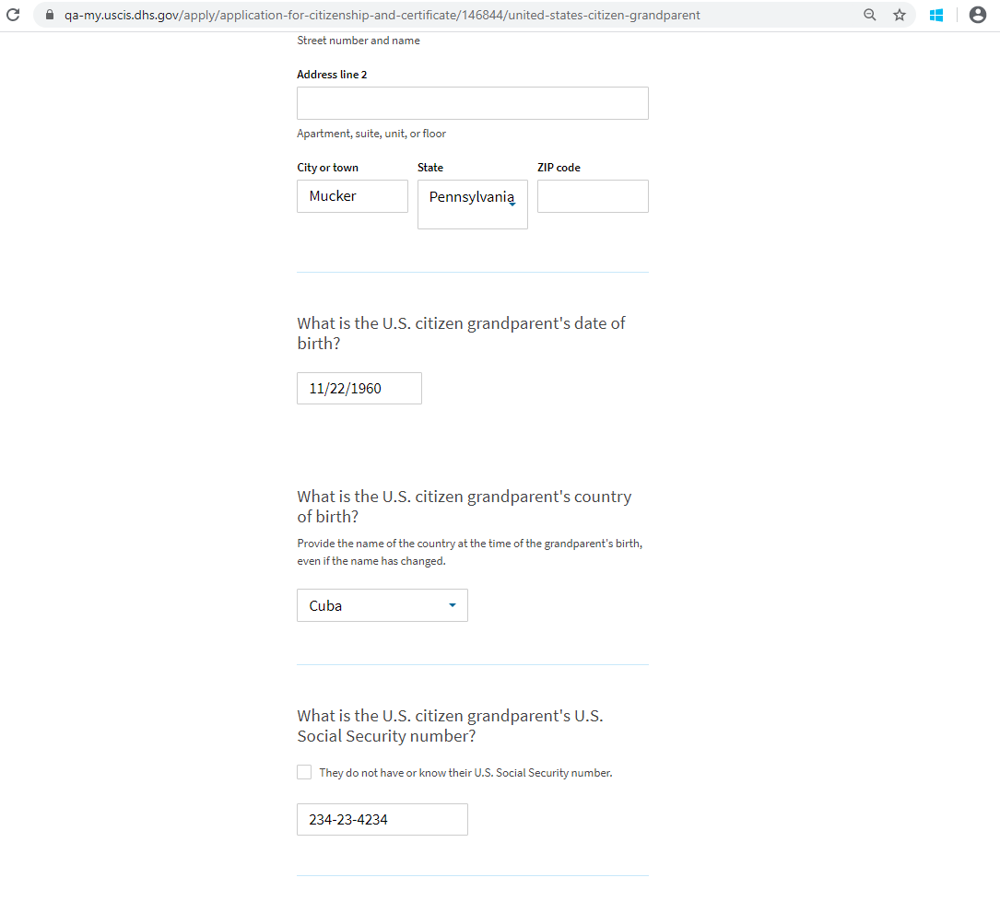 qa-my.uscis.dhs.gov/apply/application-for-citizenship-and-certificate/146844/united-states-citizen-grandparent
Street number and name
Address line 2
Apartment, suite, unit, or floor
City or town State ZIP code
Mucker Pennsylvania
What is the U.S. citizen grandparent's date of
birth?
11/22/1960
What is the U.S. citizen grandparent's country
of birth?
Provide the name of the country at the time of the grandparent's birth,
even if the name has changed.
Cuba
What is the U.S. citizen grandparent's U.S.
Social Security number?
They do not have or know their U.S. Social Security number.
234-23-4234